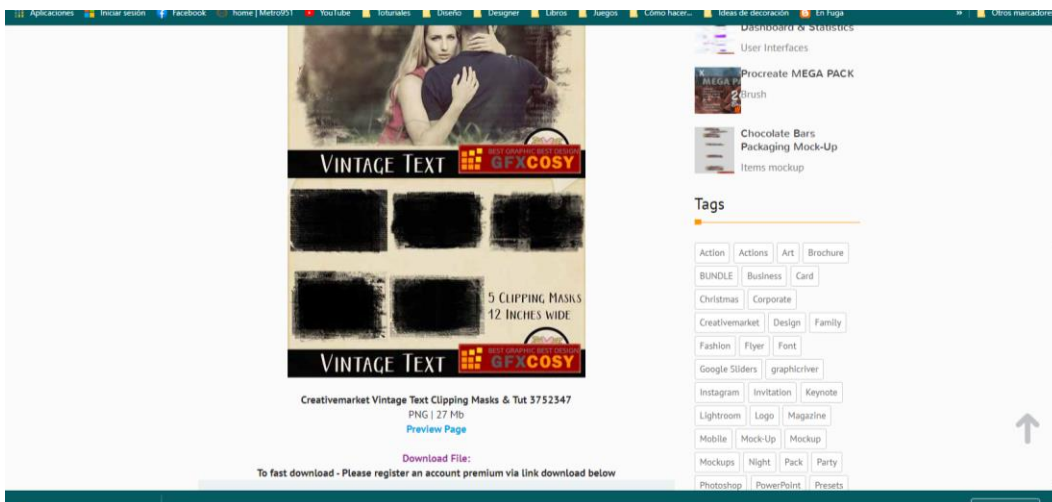 Aplicaciones Iniciar sesión Facebook home | Metro951 YouTube Toturiales Diseño Designer Libros Juegos Cómo hacer... Ideas de decoración En Fuga » Otros marcadores
VINTAGE TEXT
BEST GRAPHIC BEST DESIGN
GFXCOSY
5 CLIPPING MASKS
12 INCHES WIDE
VINTAGE TEXT
BEST GRAPHIC BEST DESIGN
GFXCOSY
Creativemarket Vintage Text Clipping Masks & Tut 3752347
PNG | 27 Mb
Preview Page
Download File:
To fast download - Please register an account premium via link download below
Dashboard & Statistics
User Interfaces
Procreate MEGA PACK
Brush
Chocolate Bars
Packaging Mock-Up
Items mockup
Tags
Action Actions Art Brochure
BUNDLE Business Card
Christmas Corporate
Creativemarket Design Family
Fashion Flyer Font
Google Sliders graphicriver
Instagram Invitation Keynote
Lightroom Logo Magazine
Mobile Mock-Up Mockup
Mockups Night Pack Party
Photoshop PowerPoint Presets